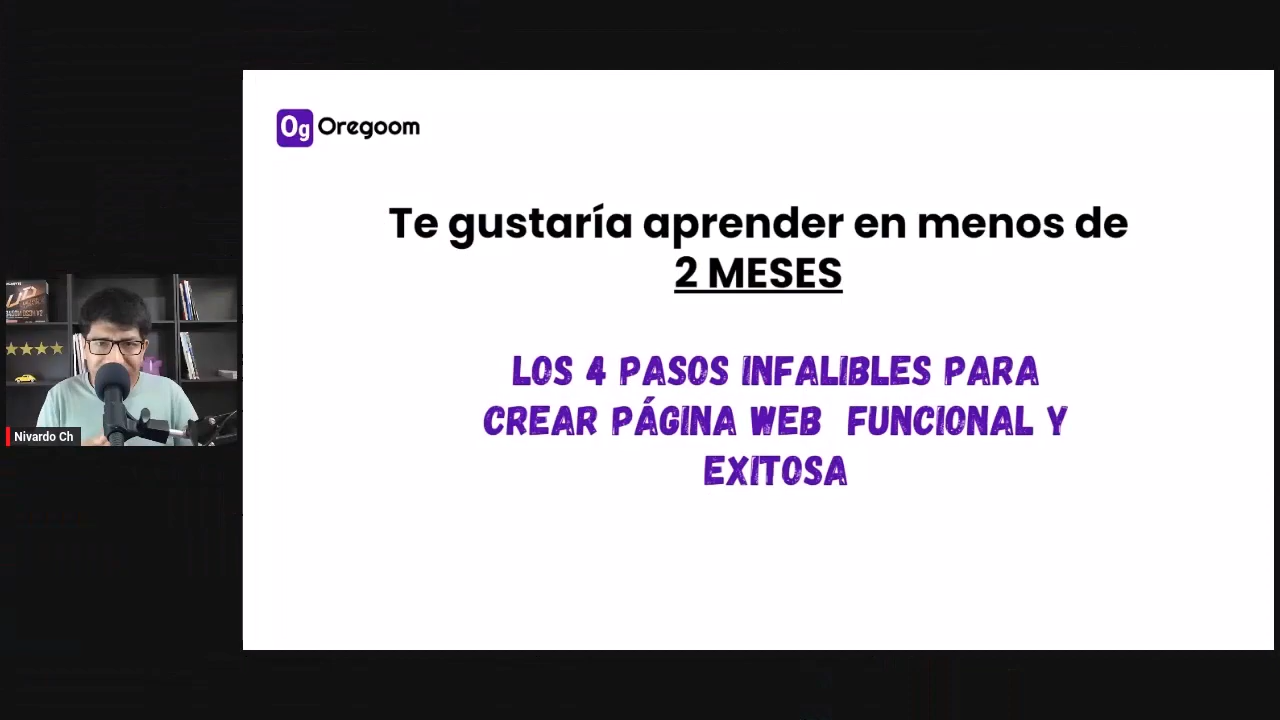 Og Oregoom
Te gustaría aprender en menos de
2 MESES
LOS 4 PASOS INFALIBLES PARA
CREAR PÁGINA WEB FUNCIONAL Y
EXITOSA
Nivardo Ch